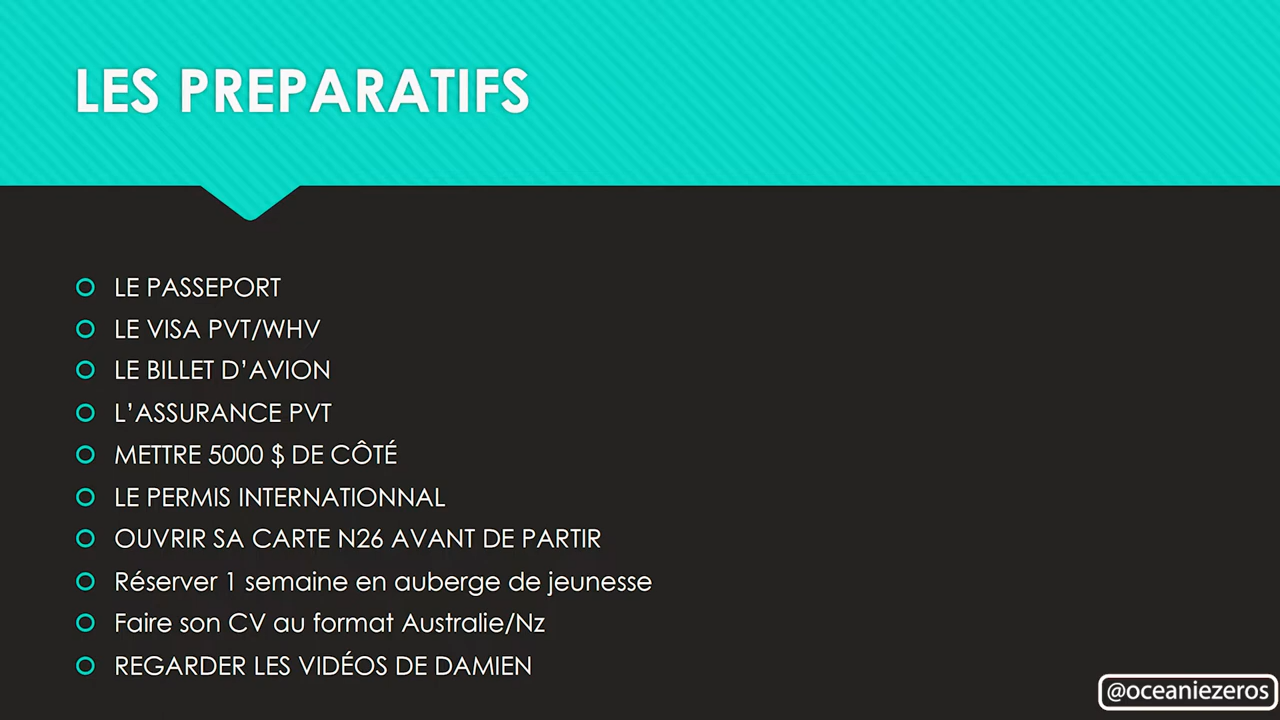 LES PREPARATIFS
LE PASSEPORT
LE VISA PVT/WHV
LE BILLET D’AVION
L’ASSURANCE PVT
METTRE 5000 $ DE CÔTÉ
LE PERMIS INTERNATIONNAL
OUVRIR SA CARTE N26 AVANT DE PARTIR
Réserver 1 semaine en auberge de jeunesse
Faire son CV au format Australie/Nz
REGARDER LES VIDÉOS DE DAMIEN
@oceaniezeros